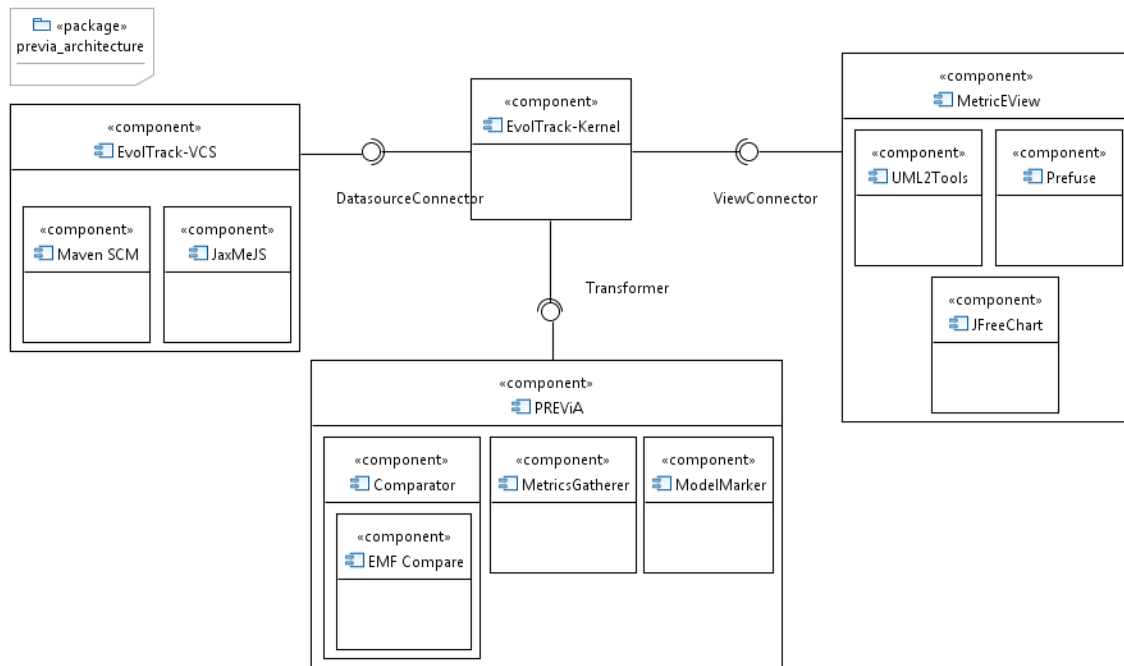 «package»
previa_architecture
«component»
EvolTrack-VCS
«component»
Maven SCM
«component»
JaxMeJS
DatasourceConnector
«component»
EvolTrack-Kernel
ViewConnector
«component»
MetricEView
«component»
UML2Tools
«component»
Prefuse
«component»
JFreeChart
Transformer
«component»
PREViA
«component»
Comparator
«component»
EMF Compare
«component»
MetricsGatherer
«component»
ModelMarker